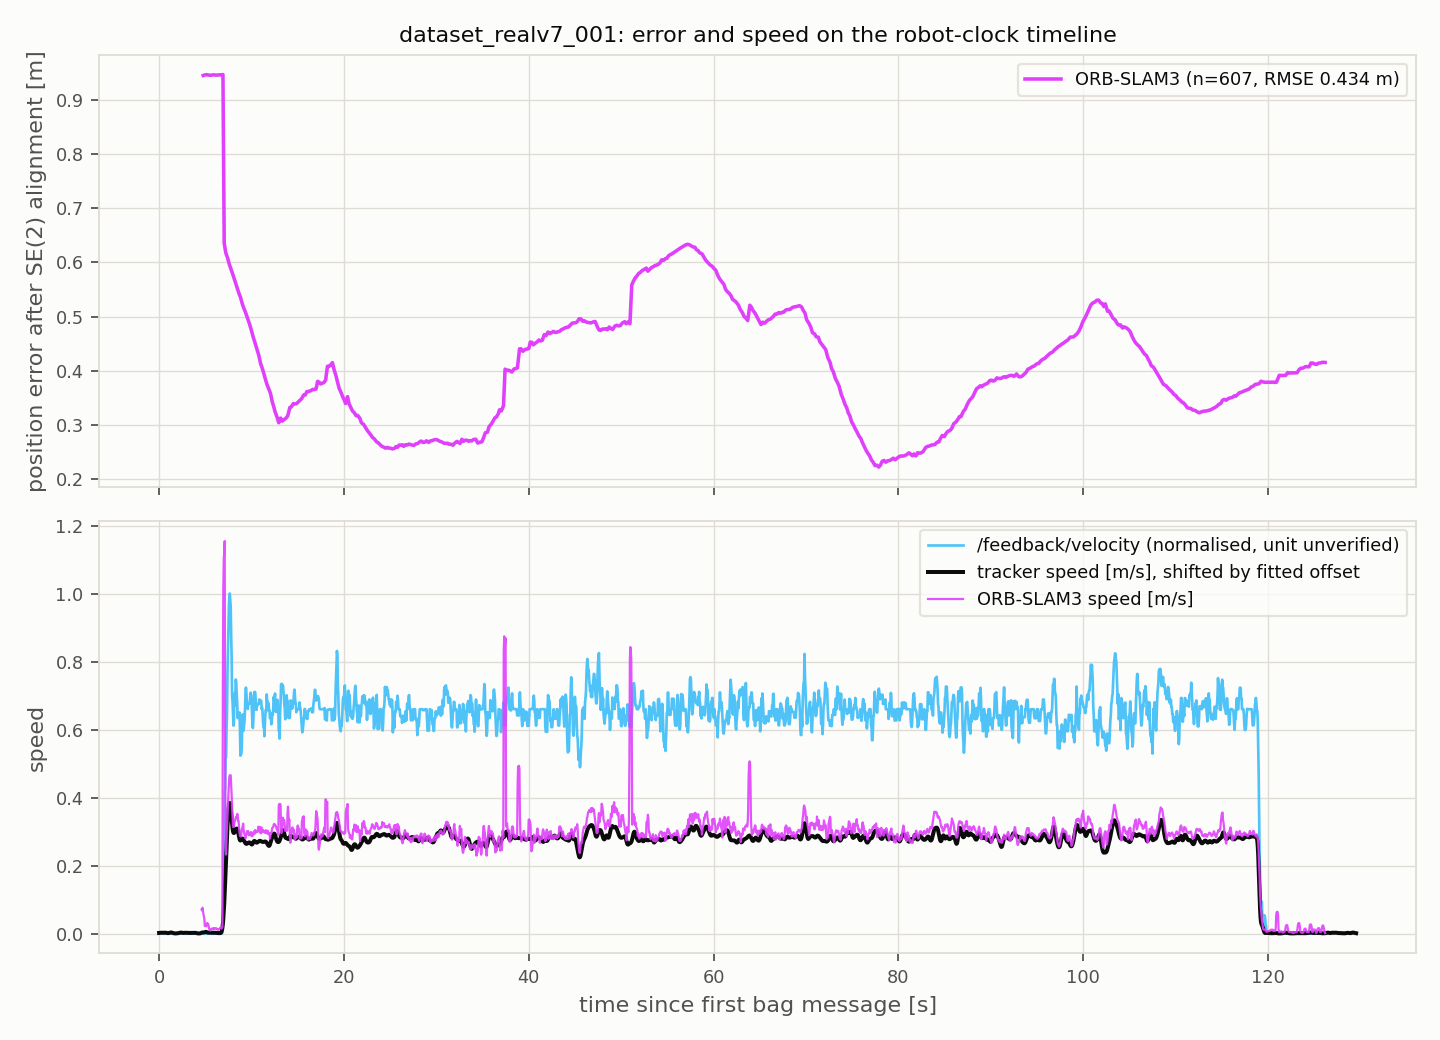 dataset_realv7_001: error and speed on the robot-clock timeline
position error after SE(2) alignment [m]
0.9
0.8
0.7
0.6
0.5
0.4
0.3
0.2
ORB-SLAM3 (n=607, RMSE 0.434 m)
speed
1.2
1.0
0.8
0.6
0.4
0.2
0.0
/feedback/velocity (normalised, unit unverified)
tracker speed [m/s], shifted by fitted offset
ORB-SLAM3 speed [m/s]
0 20 40 60 80 100 120
time since first bag message [s]